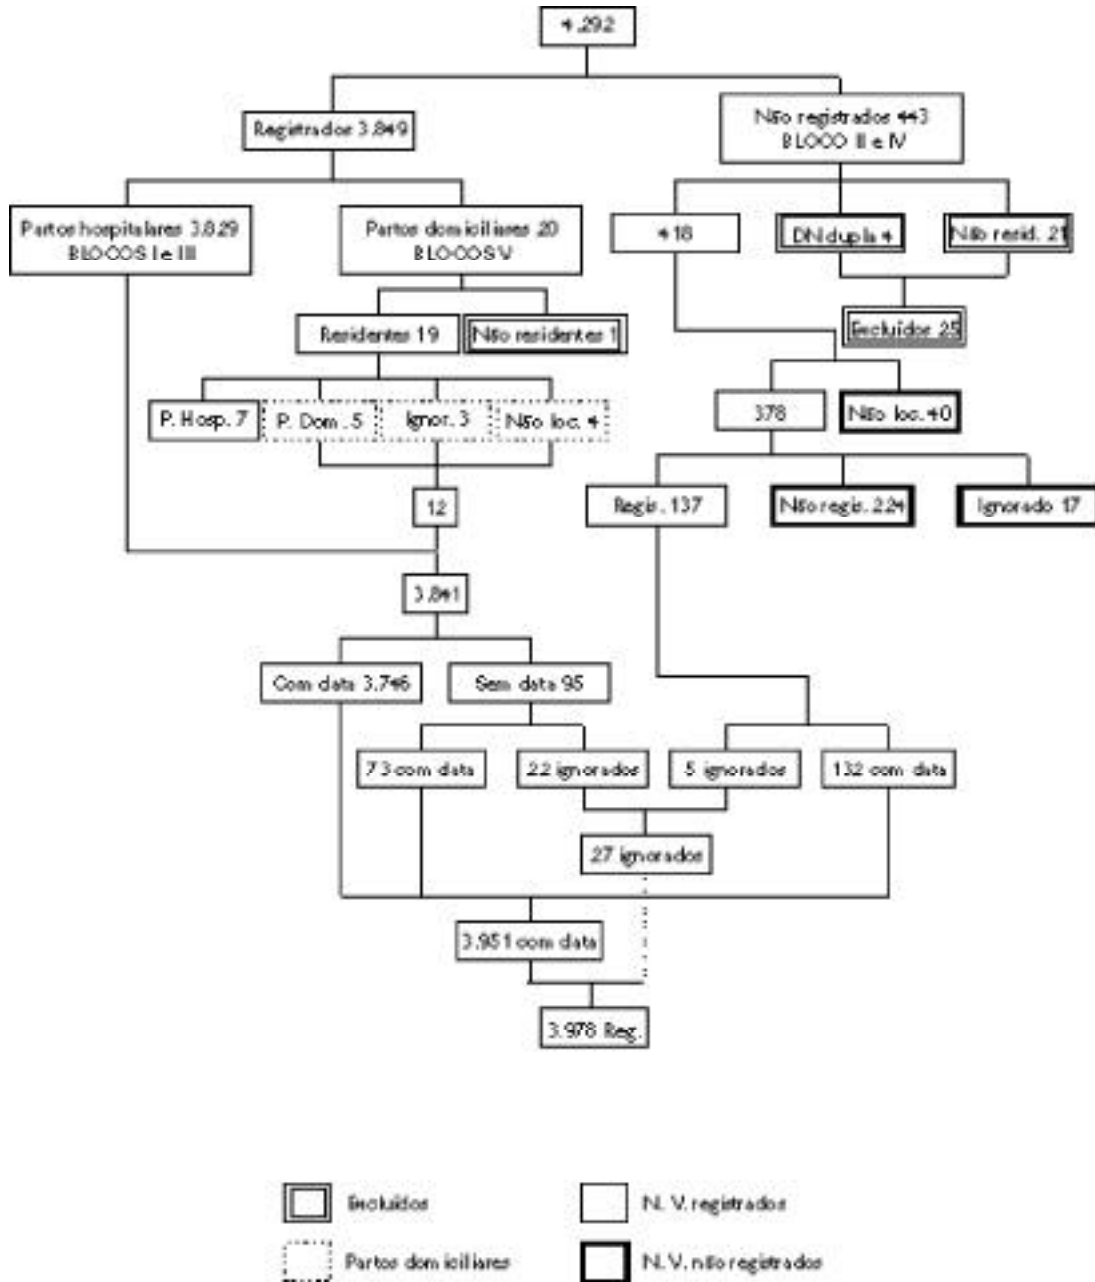 4.292
Registrados 3.849
Não registrados 443
BLOCO II e IV
Partos hospitalares 3.829
BLOCOS I e III
Partos domiciliares 20
BLOCOS V
418
DN dupla 4
Não resid. 21
Excluídos 25
Residentes 19
Não residentes 1
P. Hosp. 7
P. Dom. 5
Ignor. 3
Não loc. 4
378
Não loc. 40
12
Regis. 137
Não regis. 224
Ignorado 17
3.841
Com data 3.746
Sem data 95
73 com data
22 ignorados
5 ignorados
132 com data
27 ignorados
3.951 com data
3.978 Reg.
Excluídos
N. V. registrados
Partos domiciliares
N. V. não registrados